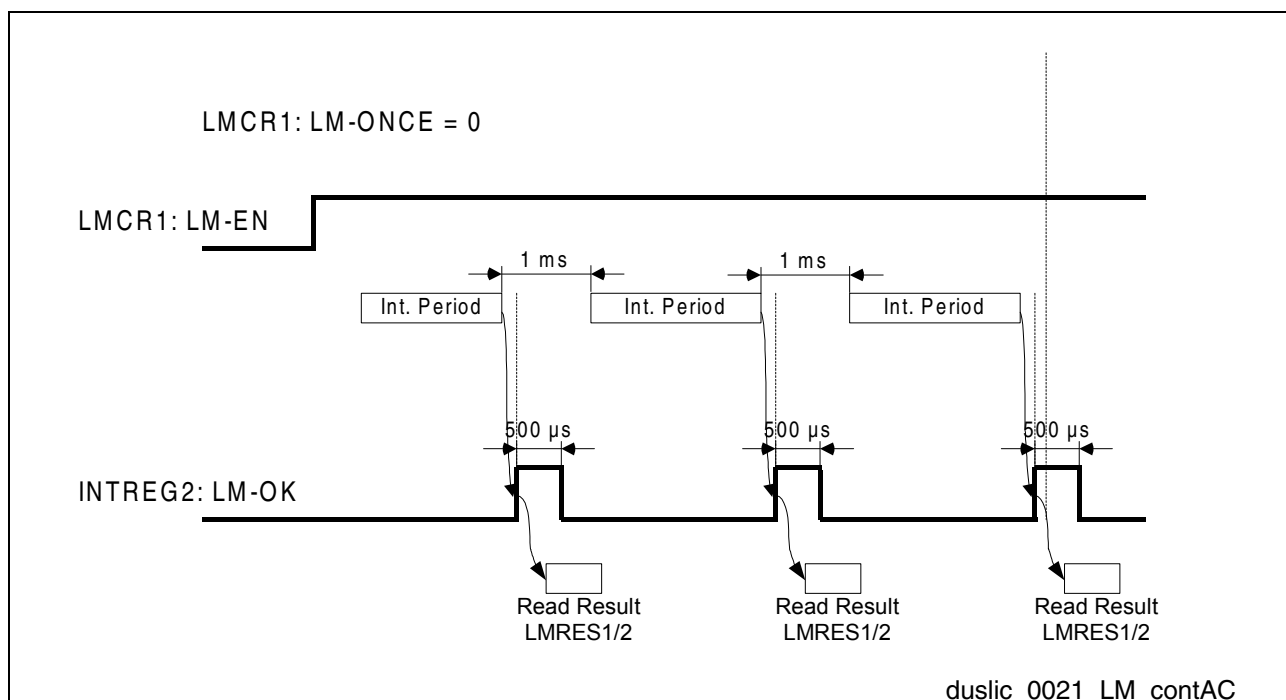 LMCR1: LM-ONCE = 0
LMCR1: LM-EN
1 ms
1 ms
Int. Period
Int. Period
Int. Period
500 µs
500 µs
500 µs
INTREG2: LM-OK
Read Result
LMRES1/2
Read Result
LMRES1/2
Read Result
LMRES1/2
duslic_0021_LM_contAC